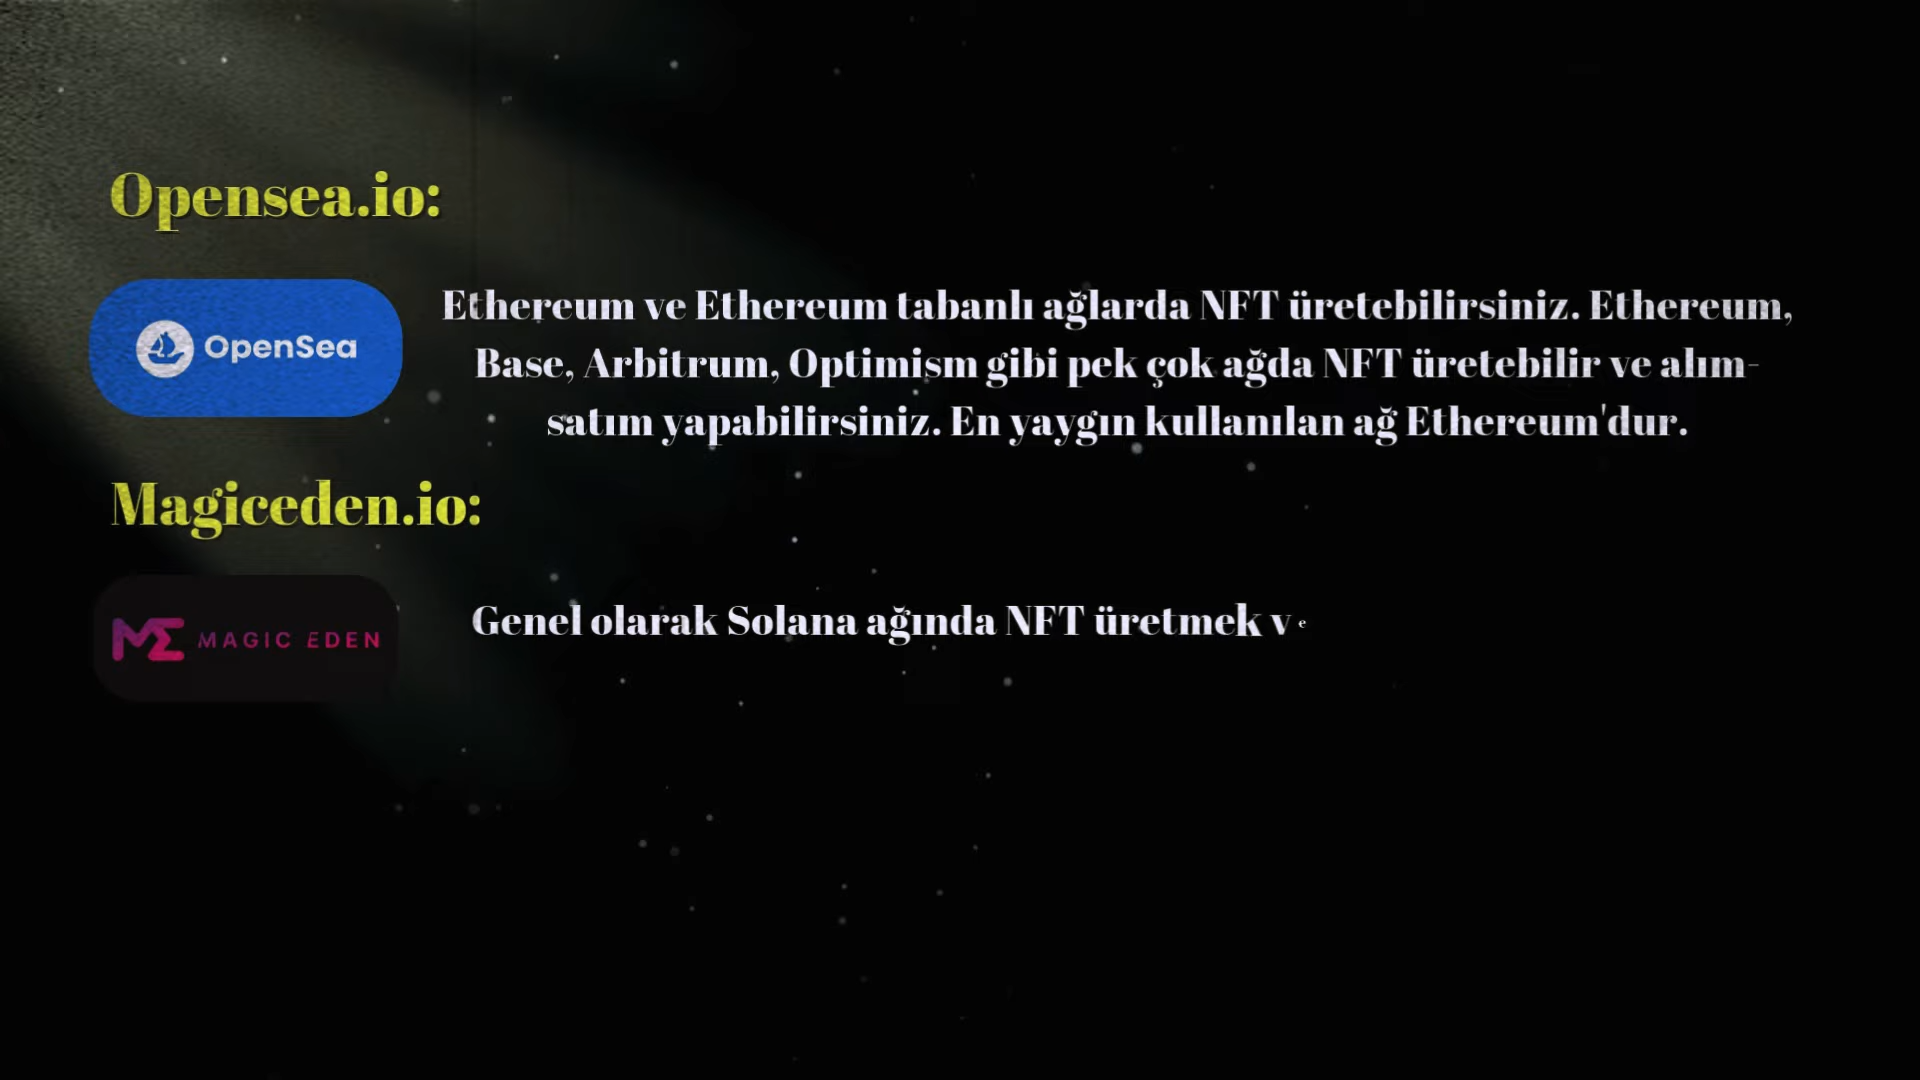 Opensea.io:
OpenSea
Ethereum ve Ethereum tabanlı ağlarda NFT üretebilirsiniz. Ethereum,
Base, Arbitrum, Optimism gibi pek çok ağda NFT üretebilir ve alım-
satım yapabilirsiniz. En yaygın kullanılan ağ Ethereum'dur.
Magiceden.io:
ME MAGIC EDEN
Genel olarak Solana ağında NFT üretmek ve